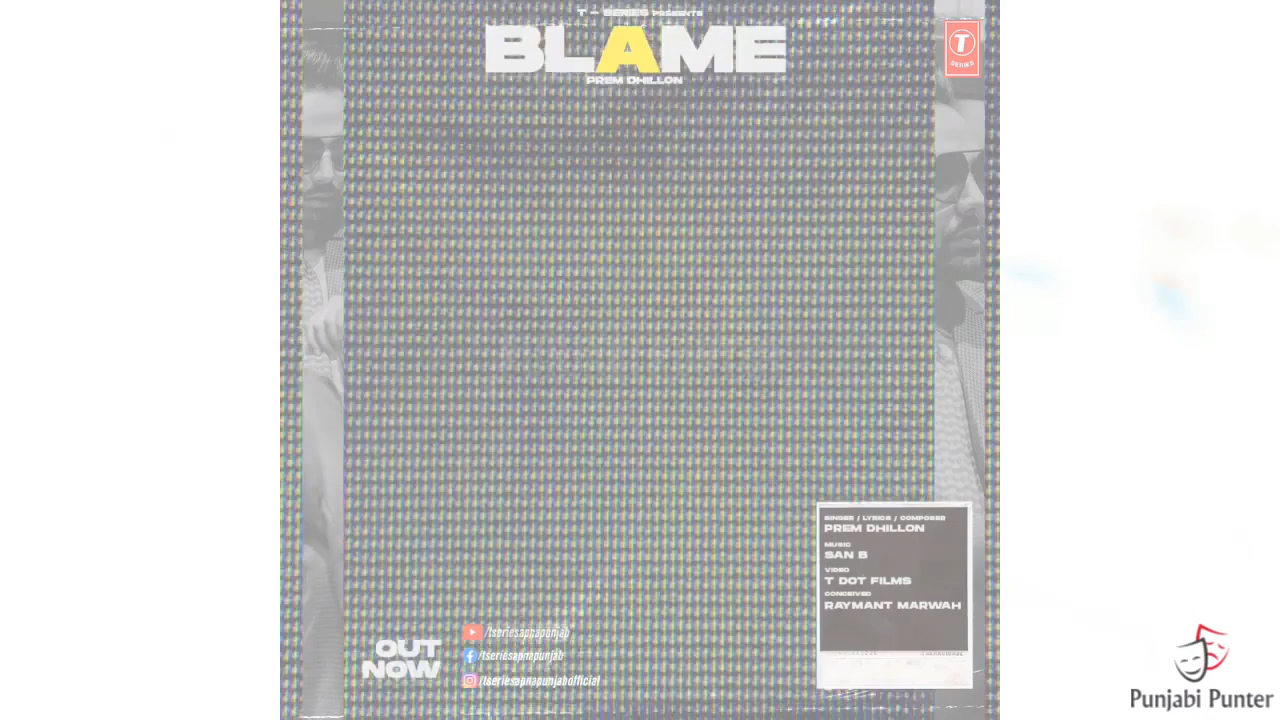 T - SERIES PRESENTS
BLAME
PREM DHILLON
T
SERIES
SINGER / LYRICS / COMPOSER
PREM DHILLON
MUSIC
SAN B
VIDEO
T DOT FILMS
CONCEIVED
RAYMANT MARWAH
OUT
NOW
/tseriesapnapunjab
/tseriesapnapunjab
/tseriesapnapunjabofficial
Punjabi Punter